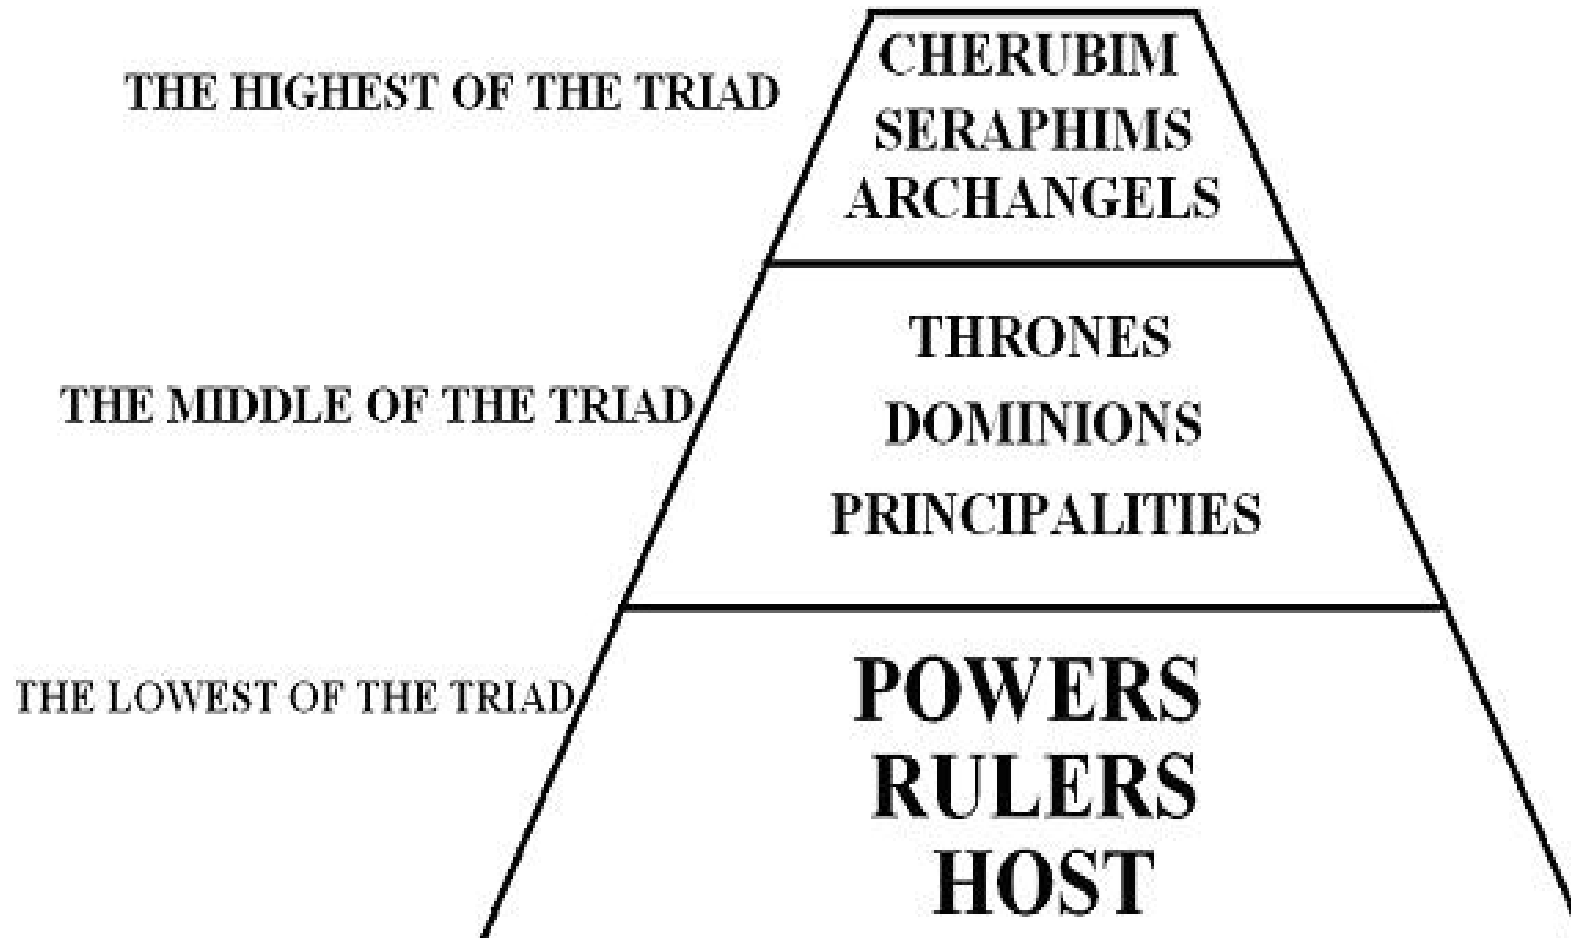 CHERUBIM
THE HIGHEST OF THE TRIAD
SERAPHIMS
ARCHANGELS
THRONES
THE MIDDLE OF THE TRIAD
DOMINIONS
PRINCIPALITIES
THE LOWEST OF THE TRIAD
POWERS
RULERS
HOST